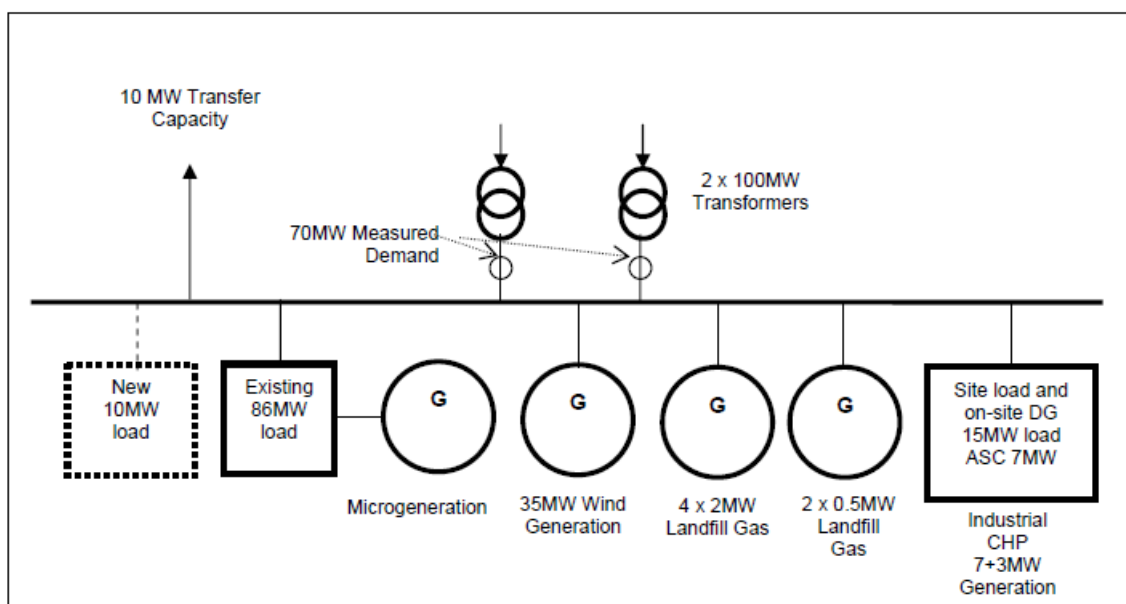 10 MW Transfer
Capacity
2 x 100MW
Transformers
70MW Measured
Demand
New
10MW
load
Existing
86MW
load
G
G
G
G
Site load and
on-site DG
15MW load
ASC 7MW
Microgeneration
35MW Wind
Generation
4 x 2MW
Landfill Gas
2 x 0.5MW
Landfill
Gas
Industrial
CHP
7+3MW
Generation